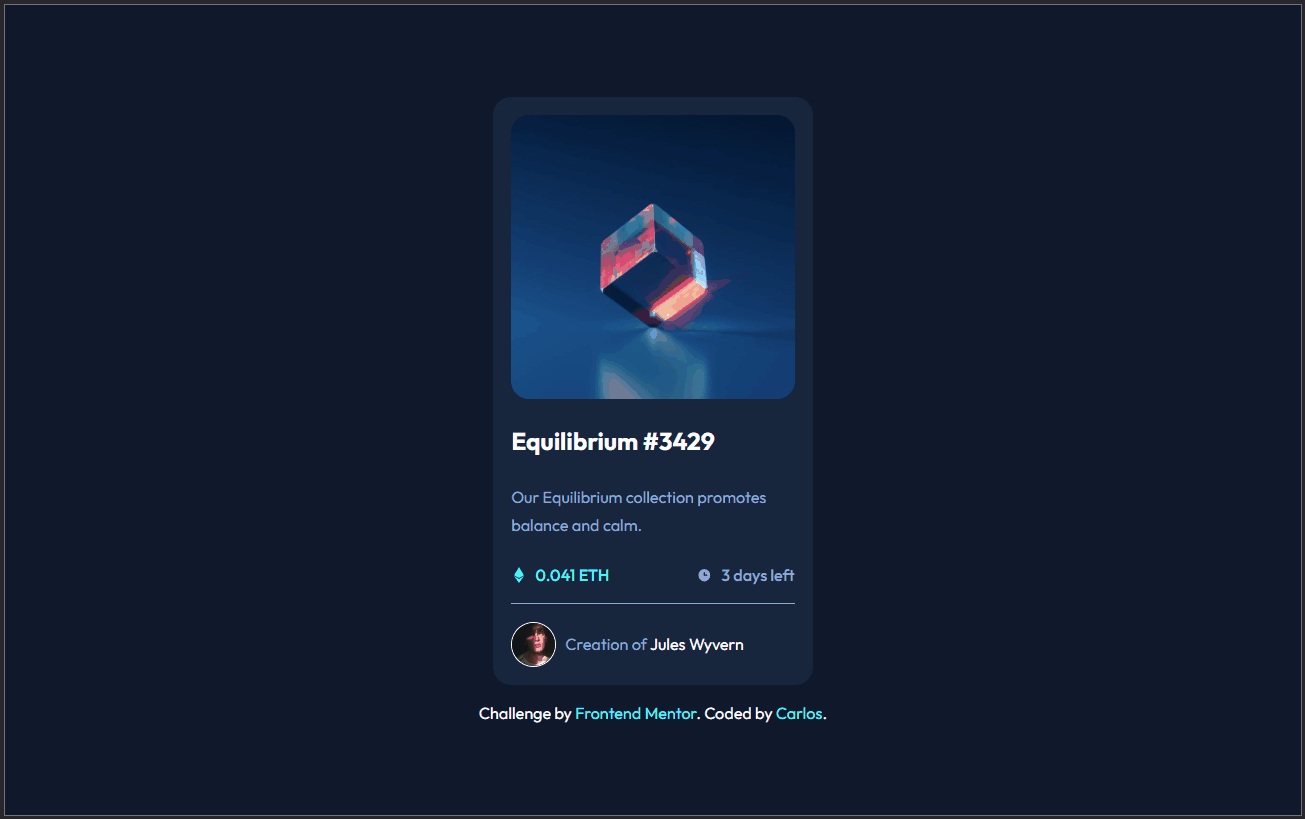 Equilibrium #3429
Our Equilibrium collection promotes
balance and calm.
0.041 ETH
3 days left
Creation of Jules Wyvern
Challenge by Frontend Mentor. Coded by Carlos.